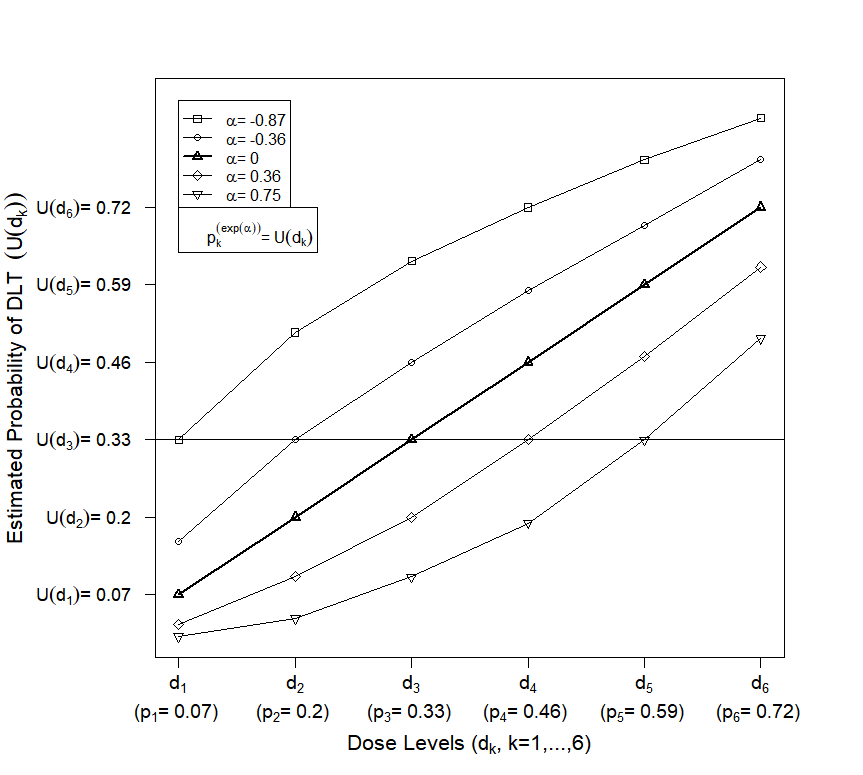 α= -0.87
α= -0.36
α= 0
α= 0.36
α= 0.75
pₖ^(exp(α))= U(dₖ)
Estimated Probability of DLT (U(dₖ))
U(d₆)= 0.72
U(d₅)= 0.59
U(d₄)= 0.46
U(d₃)= 0.33
U(d₂)= 0.2
U(d₁)= 0.07
d₁ d₂ d₃ d₄ d₅ d₆
(p₁= 0.07) (p₂= 0.2) (p₃= 0.33) (p₄= 0.46) (p₅= 0.59) (p₆= 0.72)
Dose Levels (dₖ, k=1,...,6)